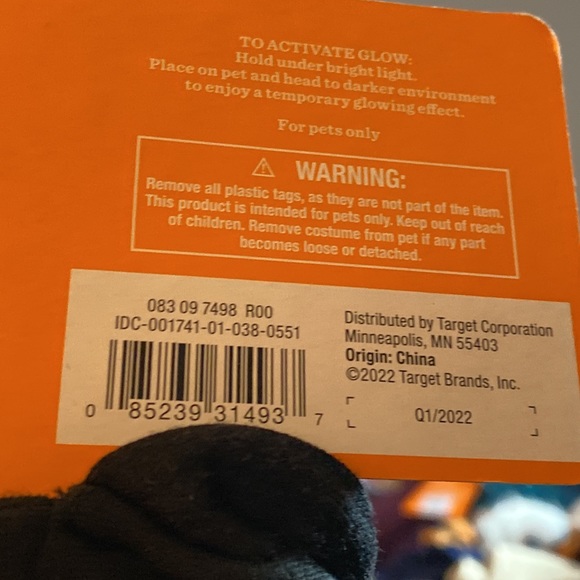 TO ACTIVATE GLOW:
Hold under bright light.
Place on pet and head to darker environment
to enjoy a temporary glowing effect.
For pets only
WARNING:
Remove all plastic tags, as they are not part of the item.
This product is intended for pets only. Keep out of reach
of children. Remove costume from pet if any part
becomes loose or detached.
083 09 7498 R00
IDC-001741-01-038-0551
0 85239 31493 7
Distributed by Target Corporation
Minneapolis, MN 55403
Origin: China
©2022 Target Brands, Inc.
Q1/2022